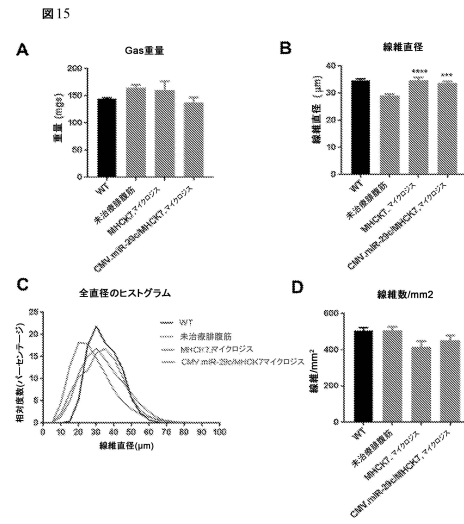 図15
A
Gas重量
重量 (mgs)
200
150
100
50
0
WT
未治療腓腹筋
MHCK7.マイクロジス
CMV.miR-29c/MHCK7.マイクロジス
B
線維直径
線維直径 (μm)
40
30
20
10
0
****
***
WT
未治療腓腹筋
MHCK7.マイクロジス
CMV.miR-29c/MHCK7.マイクロジス
C
全直径のヒストグラム
相対度数(パーセンテージ)
25
20
15
10
5
0
0 10 20 30 40 50 60 70 80 90 100
線維直径(μm)
WT
未治療腓腹筋
MHCK7.マイクロジス
CMV.miR-29c/MHCK7マイクロジス
D
線維数/mm2
線維/mm²
600
400
200
0
WT
未治療腓腹筋
MHCK7.マイクロジス
CMV.miR-29c/MHCK7.マイクロジス